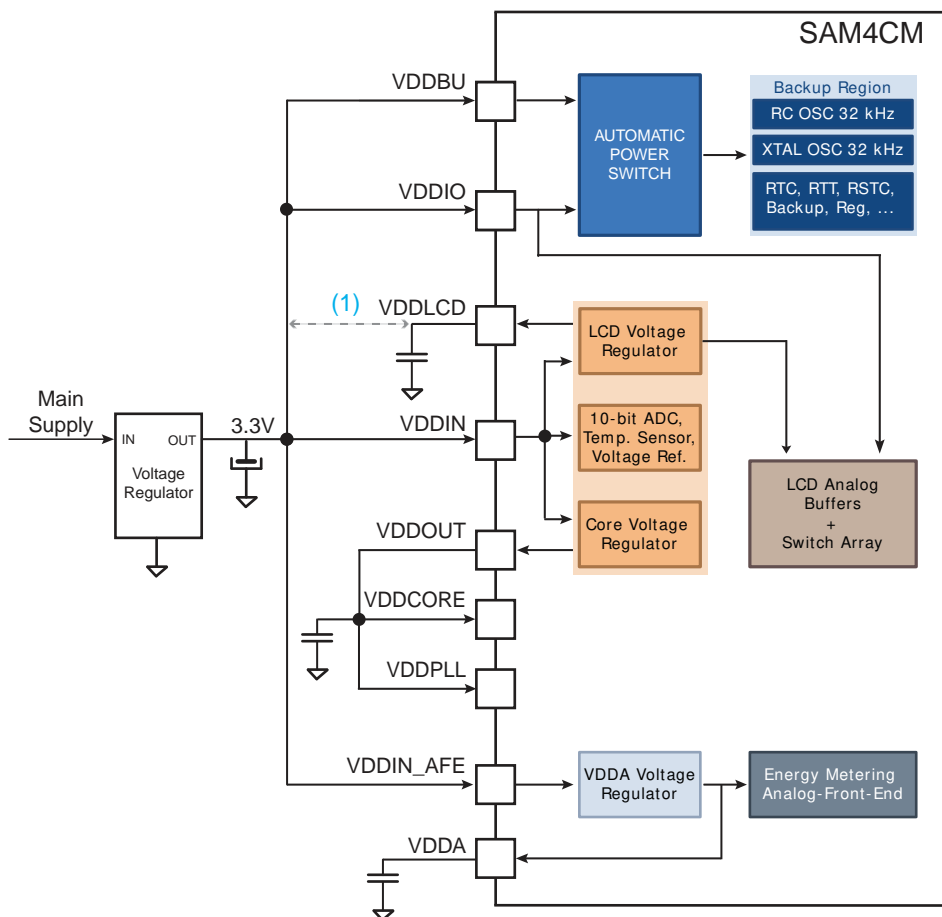 SAM4CM
VDDBU
Backup Region
RC OSC 32 kHz
AUTOMATIC
POWER
SWITCH
XTAL OSC 32 kHz
VDDIO
RTC, RTT, RSTC,
Backup, Reg, ...
(1)
VDDLCD
LCD Voltage
Regulator
Main
Supply
IN
OUT
Voltage
Regulator
3.3V
VDDIN
10-bit ADC,
Temp. Sensor,
Voltage Ref.
LCD Analog
Buffers
+
Switch Array
VDDOUT
Core Voltage
Regulator
VDDCORE
VDDPLL
VDDIN_AFE
VDDA Voltage
Regulator
Energy Metering
Analog-Front-End
VDDA